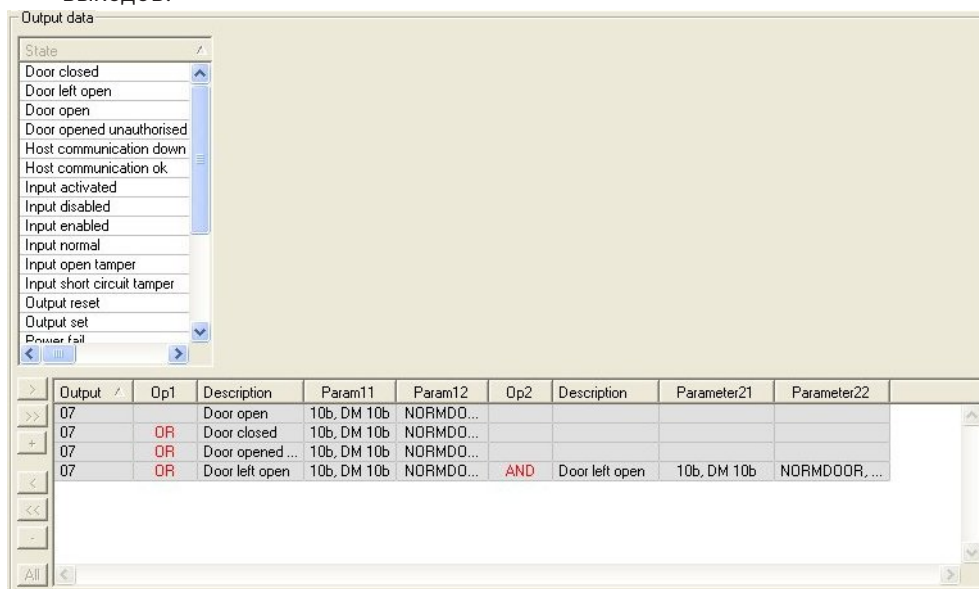 выходов.
Output data
State
Door closed
Door left open
Door open
Door opened unauthorised
Host communication down
Host communication ok
Input activated
Input disabled
Input enabled
Input normal
Input open tamper
Input short circuit tamper
Output reset
Output set
Power fail
> Output Op1 Description Param11 Param12 Op2 Description Parameter21 Parameter22
>> 07 Door open 10b, DM 10b NORMDO...
07 OR Door closed 10b, DM 10b NORMDO...
+ 07 OR Door opened ... 10b, DM 10b NORMDO...
07 OR Door left open 10b, DM 10b NORMDO... AND Door left open 10b, DM 10b NORMDOOR, ...
<
<<
-
All